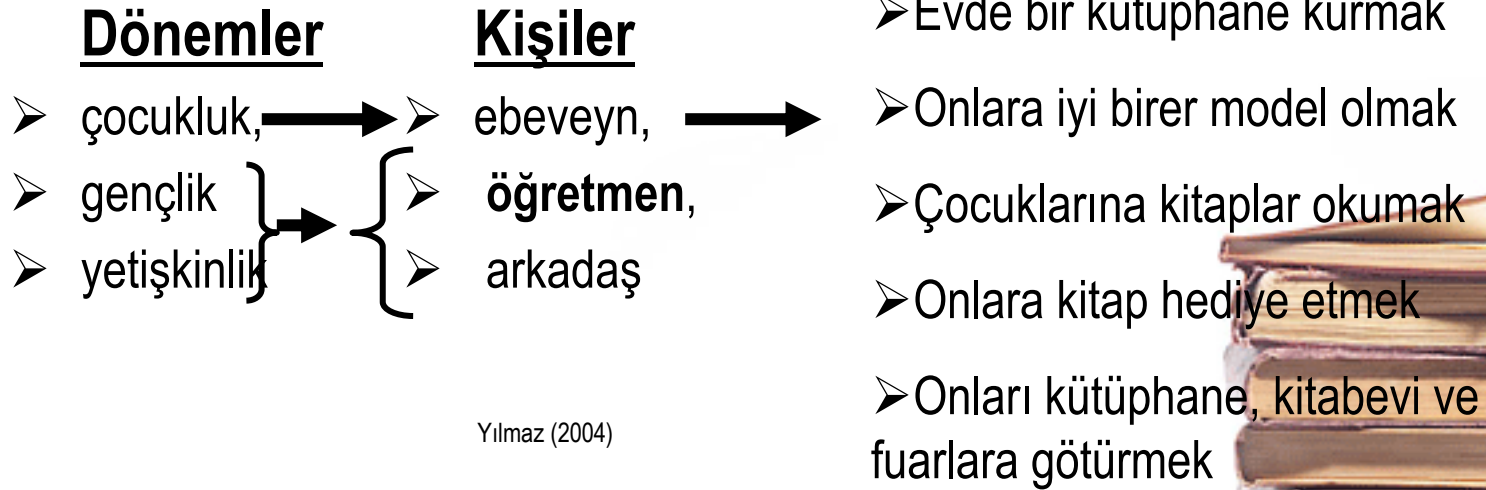 Dönemler
çocukluk,
gençlik
yetişkinlik
Kişiler
ebeveyn,
öğretmen,
arkadaş
Evde bir kütüphane kurmak
Onlara iyi birer model olmak
Çocuklarına kitaplar okumak
Onlara kitap hediye etmek
Onları kütüphane, kitabevi ve
fuarlara götürmek
Yılmaz (2004)